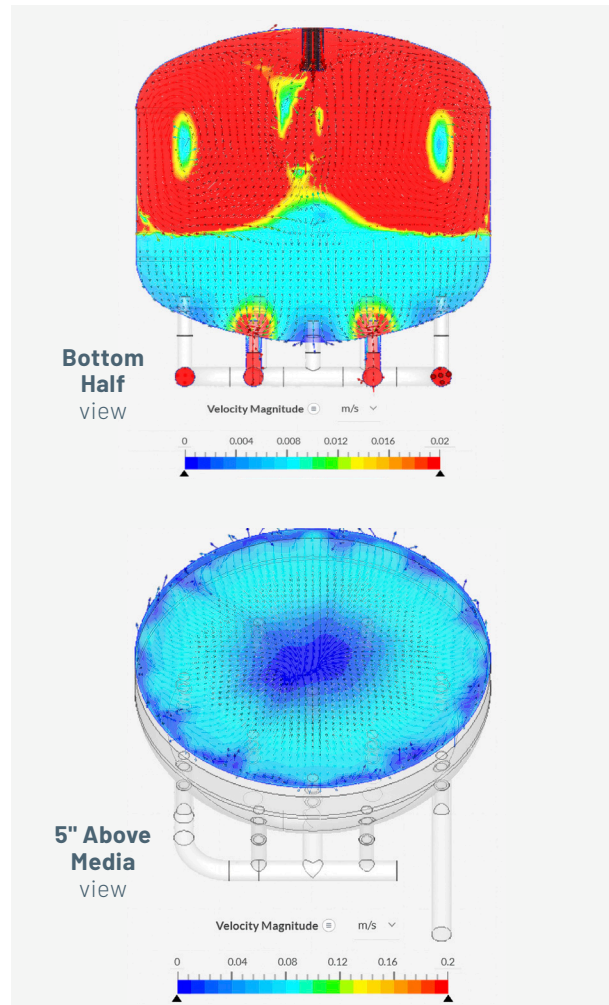 Bottom
Half
view
Velocity Magnitude m/s
0 0.004 0.008 0.012 0.016 0.02
5" Above
Media
view
Velocity Magnitude m/s
0 0.04 0.08 0.12 0.16 0.2